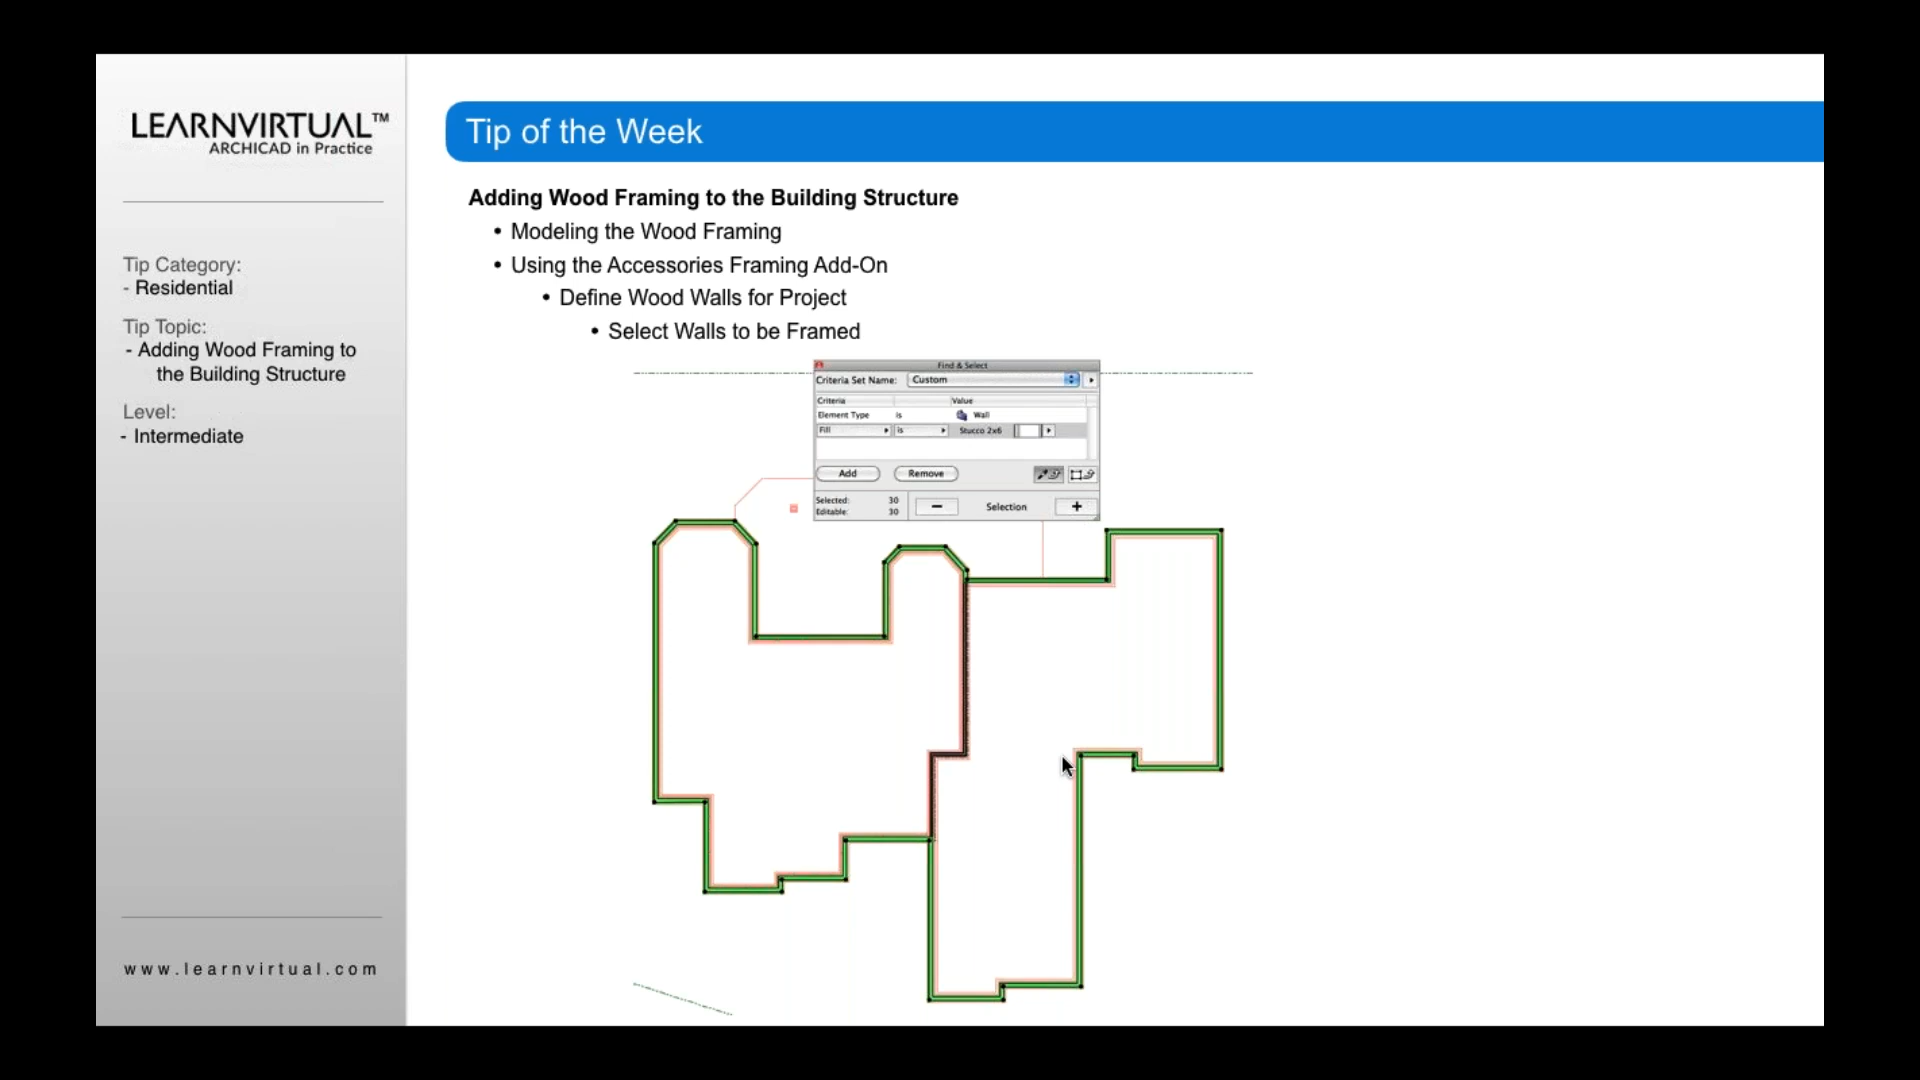 LEARNVIRTUAL™
ARCHICAD in Practice
Tip Category:
- Residential
Tip Topic:
- Adding Wood Framing to
the Building Structure
Level:
- Intermediate
www.learnvirtual.com
Tip of the Week
Adding Wood Framing to the Building Structure
• Modeling the Wood Framing
• Using the Accessories Framing Add-On
• Define Wood Walls for Project
• Select Walls to be Framed
Find & Select
Criteria Set Name: Custom
Criteria Value
Element Type is Wall
Fill is Stucco 2x6
Add Remove
Selected: 30
Editable: 30
− Selection +